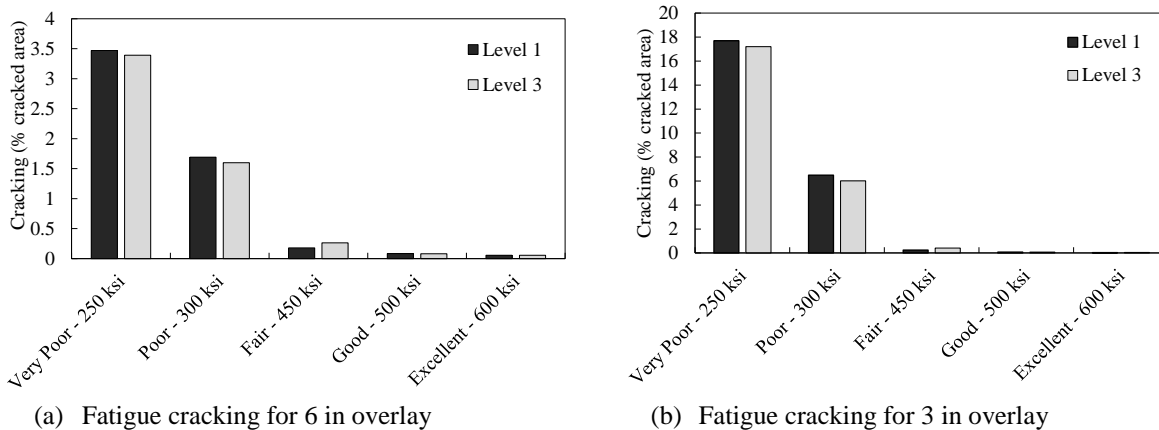 4
3.5
3
2.5
2
1.5
1
0.5
0
Cracking (% cracked area)
Level 1
Level 3
Very Poor - 250 ksi
Poor - 300 ksi
Fair - 450 ksi
Good - 500 ksi
Excellent - 600 ksi
(a) Fatigue cracking for 6 in overlay
18
16
14
12
10
8
6
4
2
0
Cracking (% cracked area)
Level 1
Level 3
Very Poor - 250 ksi
Poor - 300 ksi
Fair - 450 ksi
Good - 500 ksi
Excellent - 600 ksi
(b) Fatigue cracking for 3 in overlay